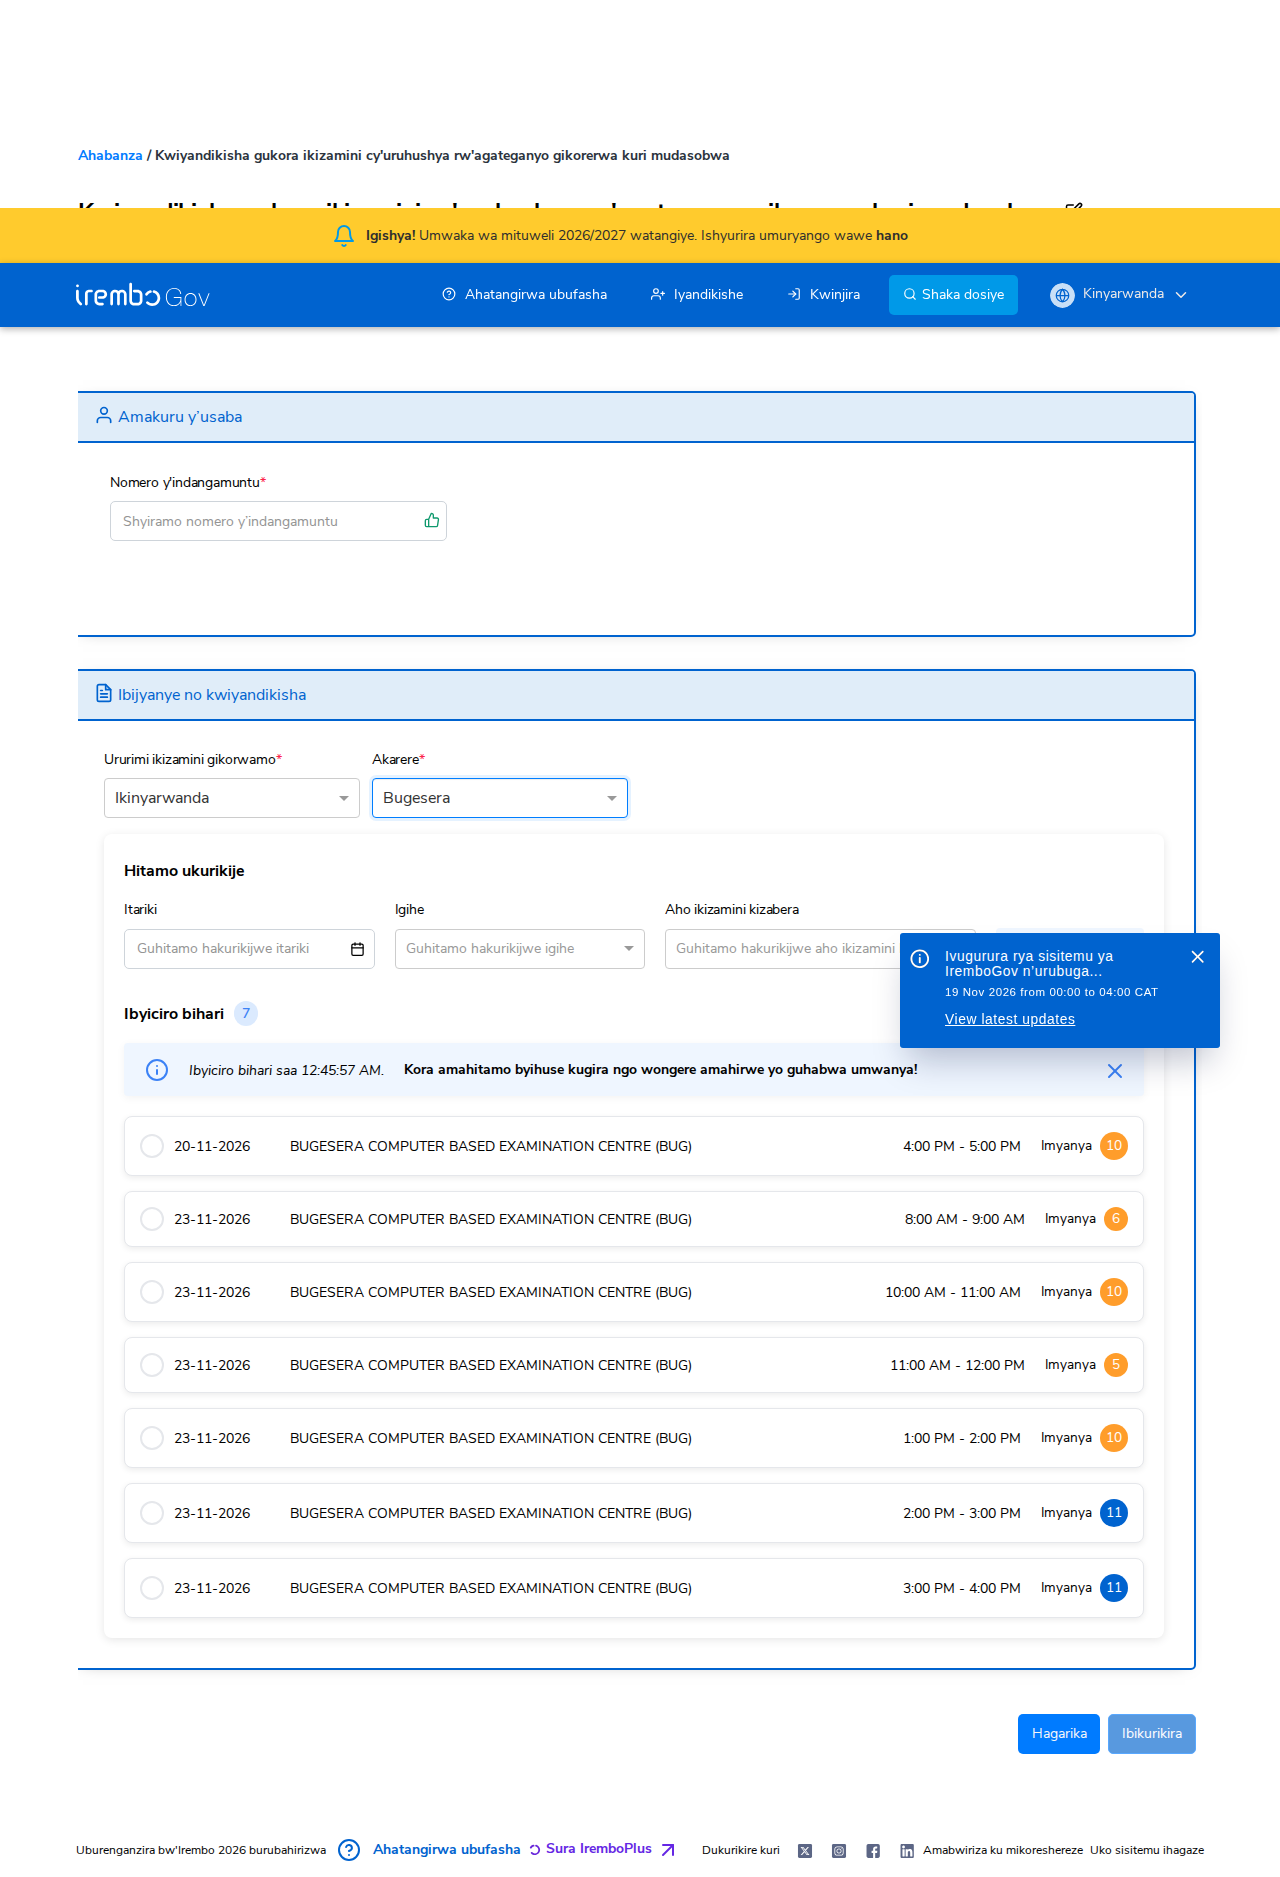 Ahabanza / Kwiyandikisha gukora ikizamini cy'uruhushya rw'agateganyo gikorerwa kuri mudasobwa
Igishya! Umwaka wa mituweli 2026/2027 watangiye. Ishyurira umuryango wawe hano
irembo Gov
Ahatangirwa ubufasha
Iyandikishe
Kwinjira
Shaka dosiye
Kinyarwanda
Amakuru y’usaba
Nomero y'indangamuntu*
Shyiramo nomero y’indangamuntu
Ibijyanye no kwiyandikisha
Ururimi ikizamini gikorwamo* Akarere*
Ikinyarwanda Bugesera
Hitamo ukurikije
Itariki Igihe Aho ikizamini kizabera
Guhitamo hakurikijwe itariki Guhitamo hakurikijwe igihe Guhitamo hakurikijwe aho ikizamini
Ivugurura rya sisitemu ya
IremboGov n’urubuga...
19 Nov 2026 from 00:00 to 04:00 CAT
View latest updates
Ibyiciro bihari 7
Ibyiciro bihari saa 12:45:57 AM. Kora amahitamo byihuse kugira ngo wongere amahirwe yo guhabwa umwanya!
20-11-2026 BUGESERA COMPUTER BASED EXAMINATION CENTRE (BUG) 4:00 PM - 5:00 PM Imyanya 10
23-11-2026 BUGESERA COMPUTER BASED EXAMINATION CENTRE (BUG) 8:00 AM - 9:00 AM Imyanya 6
23-11-2026 BUGESERA COMPUTER BASED EXAMINATION CENTRE (BUG) 10:00 AM - 11:00 AM Imyanya 10
23-11-2026 BUGESERA COMPUTER BASED EXAMINATION CENTRE (BUG) 11:00 AM - 12:00 PM Imyanya 5
23-11-2026 BUGESERA COMPUTER BASED EXAMINATION CENTRE (BUG) 1:00 PM - 2:00 PM Imyanya 10
23-11-2026 BUGESERA COMPUTER BASED EXAMINATION CENTRE (BUG) 2:00 PM - 3:00 PM Imyanya 11
23-11-2026 BUGESERA COMPUTER BASED EXAMINATION CENTRE (BUG) 3:00 PM - 4:00 PM Imyanya 11
Hagarika Ibikurikira
Uburenganzira bw'Irembo 2026 burubahirizwa Ahatangirwa ubufasha Sura IremboPlus Dukurikire kuri Amabwiriza ku mikoreshereze Uko sisitemu ihagaze